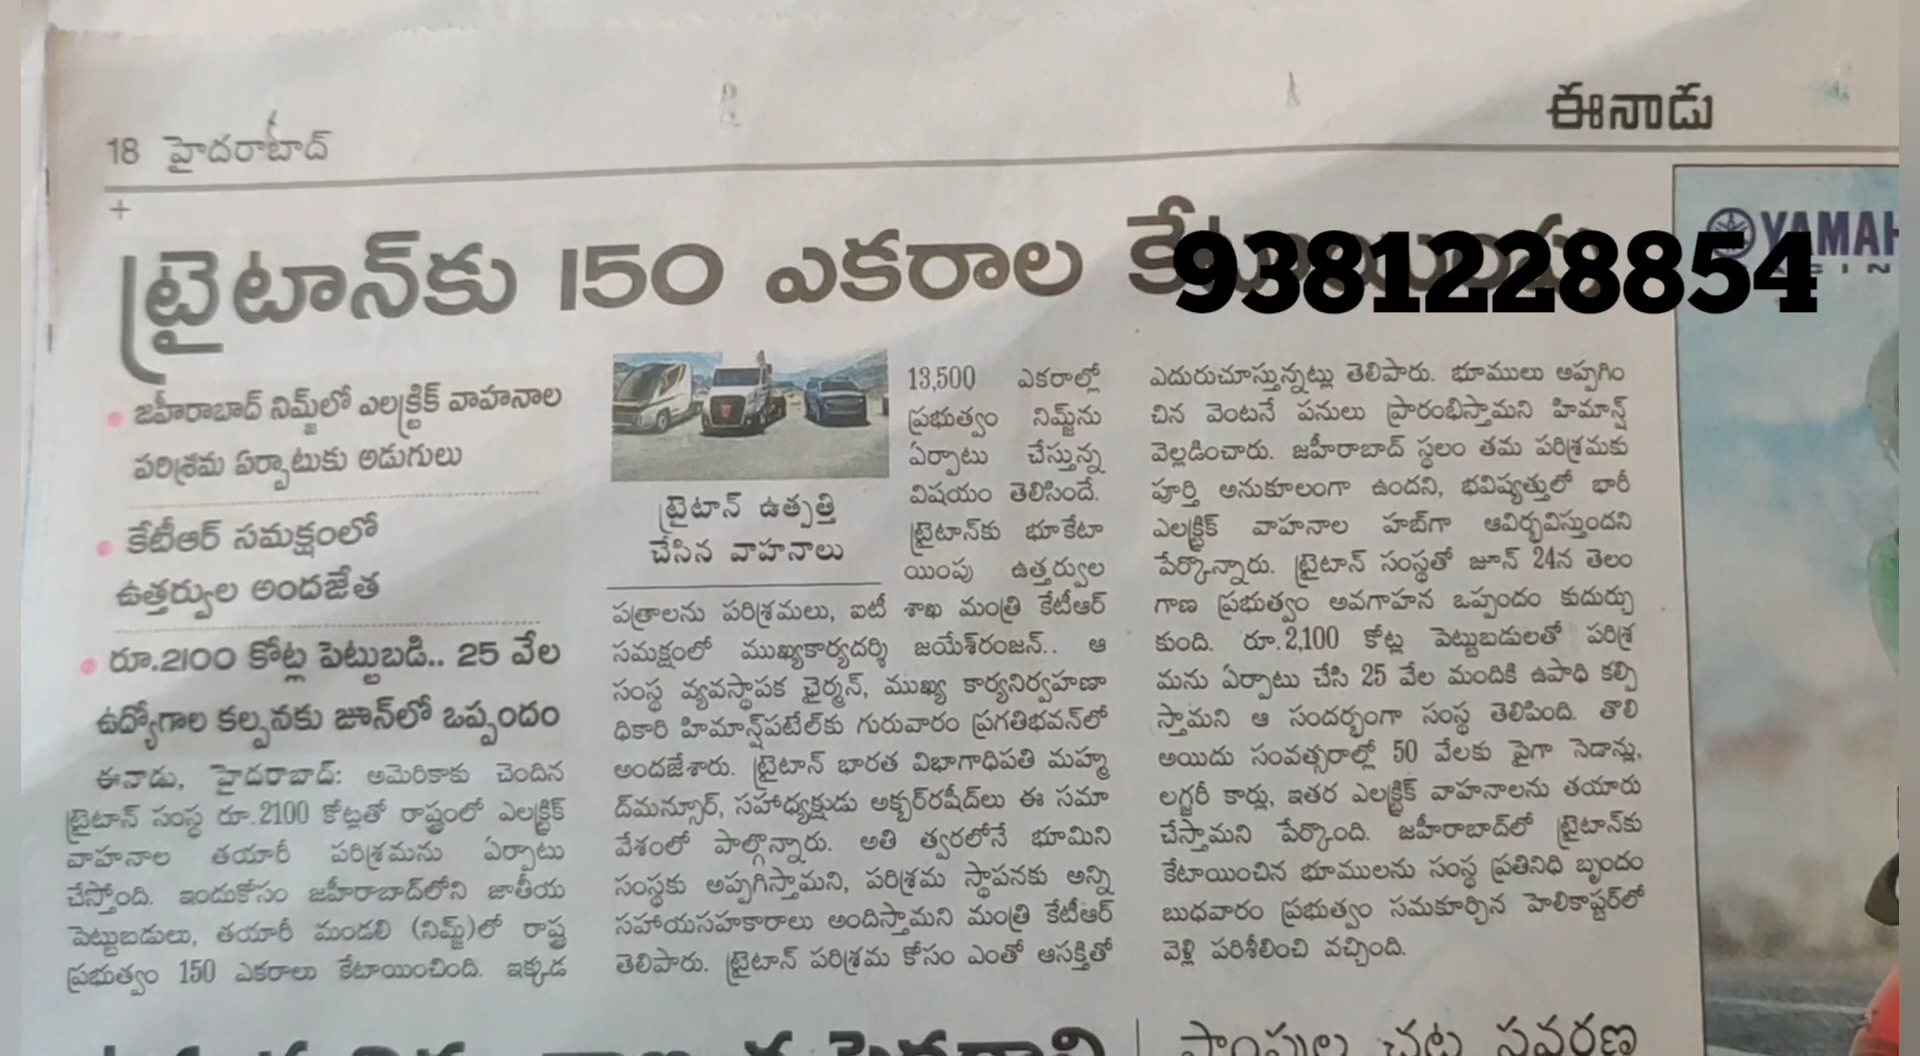 18 హైదరాబాద్
ఈనాడు
ట్రైటాన్‌కు 150 ఎకరాల
9381228854
YAMAH
జహీరాబాద్ నిమ్జ్‌లో ఎలక్ట్రిక్ వాహనాల
పరిశ్రమ ఏర్పాటుకు అడుగులు
కేటీఆర్ సమక్షంలో
ఉత్తర్వుల అందజేత
రూ.2100 కోట్ల పెట్టుబడి.. 25 వేల
ఉద్యోగాల కల్పనకు జూన్‌లో ఒప్పందం
ఈనాడు, హైదరాబాద్: అమెరికాకు చెందిన
ట్రైటాన్ సంస్థ రూ.2100 కోట్లతో రాష్ట్రంలో ఎలక్ట్రిక్
వాహనాల తయారీ పరిశ్రమను ఏర్పాటు
చేస్తోంది. ఇందుకోసం జహీరాబాద్‌లోని జాతీయ
పెట్టుబడులు, తయారీ మండలి (నిమ్జ్)లో రాష్ట్ర
ప్రభుత్వం 150 ఎకరాలు కేటాయించింది. ఇక్కడ
ట్రైటాన్ ఉత్పత్తి
చేసిన వాహనాలు
13,500 ఎకరాల్లో
ప్రభుత్వం నిమ్జ్‌ను
ఏర్పాటు చేస్తున్న
విషయం తెలిసిందే.
ట్రైటాన్‌కు భూకేటా
యింపు ఉత్తర్వుల
పత్రాలను పరిశ్రమలు, ఐటీ శాఖ మంత్రి కేటీఆర్
సమక్షంలో ముఖ్యకార్యదర్శి జయేశ్‌రంజన్.. ఆ
సంస్థ వ్యవస్థాపక ఛైర్మన్, ముఖ్య కార్యనిర్వహణా
ధికారి హిమాన్ష్‌పటేల్‌కు గురువారం ప్రగతిభవన్‌లో
అందజేశారు. ట్రైటాన్ భారత విభాగాధిపతి మహ్మ
ద్‌మన్సూర్, సహాధ్యక్షుడు అక్బర్‌రషీద్‌లు ఈ సమా
వేశంలో పాల్గొన్నారు. అతి త్వరలోనే భూమిని
సంస్థకు అప్పగిస్తామని, పరిశ్రమ స్థాపనకు అన్ని
సహాయసహకారాలు అందిస్తామని మంత్రి కేటీఆర్
తెలిపారు. ట్రైటాన్ పరిశ్రమ కోసం ఎంతో ఆసక్తితో
ఎదురుచూస్తున్నట్లు తెలిపారు. భూములు అప్పగిం
చిన వెంటనే పనులు ప్రారంభిస్తామని హిమాన్ష్
వెల్లడించారు. జహీరాబాద్ స్థలం తమ పరిశ్రమకు
పూర్తి అనుకూలంగా ఉందని, భవిష్యత్తులో భారీ
ఎలక్ట్రిక్ వాహనాల హబ్‌గా ఆవిర్భవిస్తుందని
పేర్కొన్నారు. ట్రైటాన్ సంస్థతో జూన్ 24న తెలం
గాణ ప్రభుత్వం అవగాహన ఒప్పందం కుదుర్చు
కుంది. రూ.2,100 కోట్ల పెట్టుబడులతో పరిశ్ర
మను ఏర్పాటు చేసి 25 వేల మందికి ఉపాధి కల్పి
స్తామని ఆ సందర్భంగా సంస్థ తెలిపింది. తొలి
అయిదు సంవత్సరాల్లో 50 వేలకు పైగా సెడాన్లు,
లగ్జరీ కార్లు, ఇతర ఎలక్ట్రిక్ వాహనాలను తయారు
చేస్తామని పేర్కొంది. జహీరాబాద్‌లో ట్రైటాన్‌కు
కేటాయించిన భూములను సంస్థ ప్రతినిధి బృందం
బుధవారం ప్రభుత్వం సమకూర్చిన హెలికాప్టర్‌లో
వెళ్లి పరిశీలించి వచ్చింది.